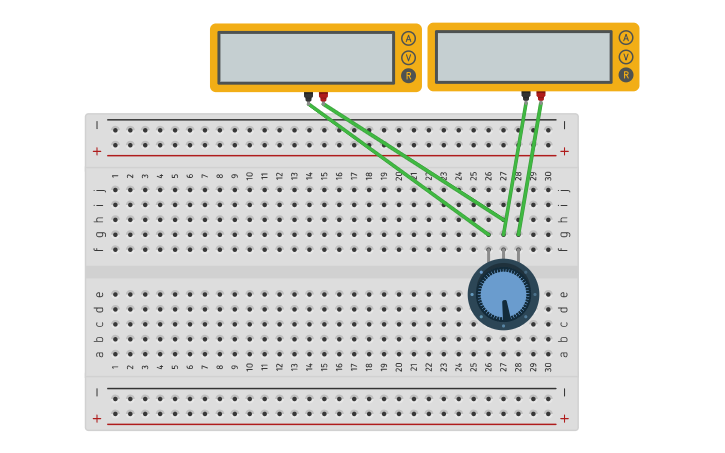 A A
V V
R R
− −
+ +
1 2 3 4 5 6 7 8 9 10 11 12 13 14 15 16 17 18 19 20 21 22 23 24 25 26 27 28 29 30
j j
i i
h h
g g
f f
e e
d d
c c
b b
a a
1 2 3 4 5 6 7 8 9 10 11 12 13 14 15 16 17 18 19 20 21 22 23 24 25 26 27 28 29 30
− −
+ +